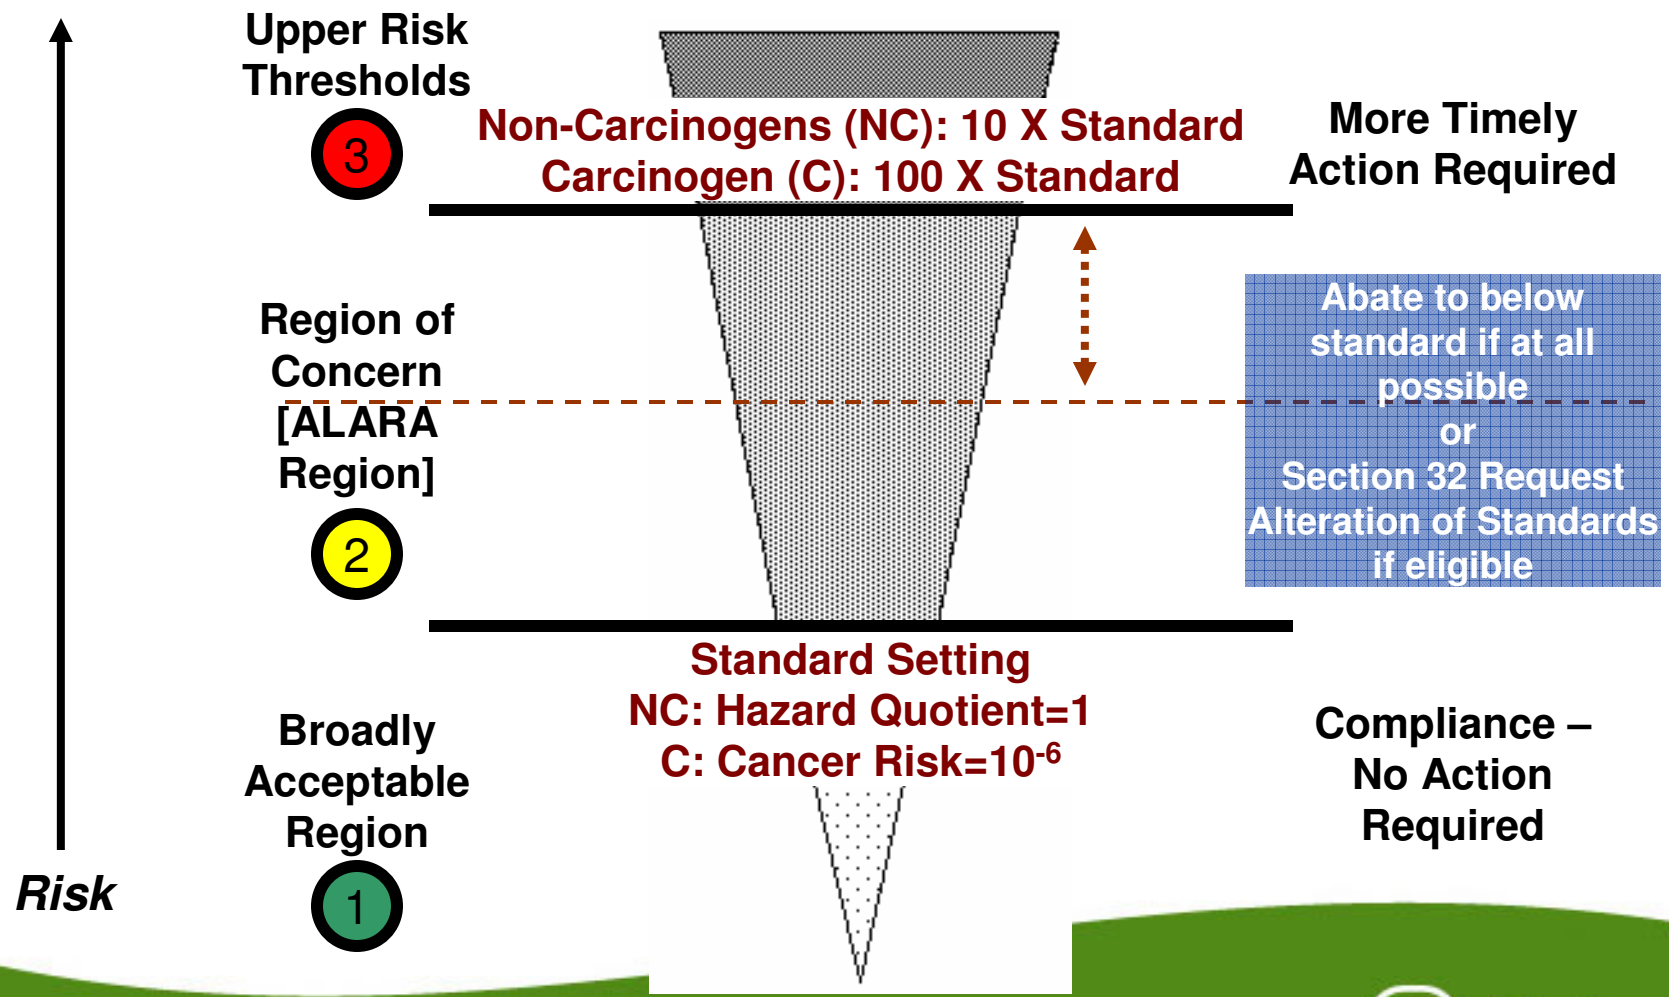 Upper Risk
Thresholds
3
Non-Carcinogens (NC): 10 X Standard
Carcinogen (C): 100 X Standard
More Timely
Action Required
Region of
Concern
[ALARA
Region]
2
Abate to below
standard if at all
possible
or
Section 32 Request
Alteration of Standards
if eligible
Standard Setting
NC: Hazard Quotient=1
C: Cancer Risk=10⁻⁶
Broadly
Acceptable
Region
1
Compliance –
No Action
Required
Risk